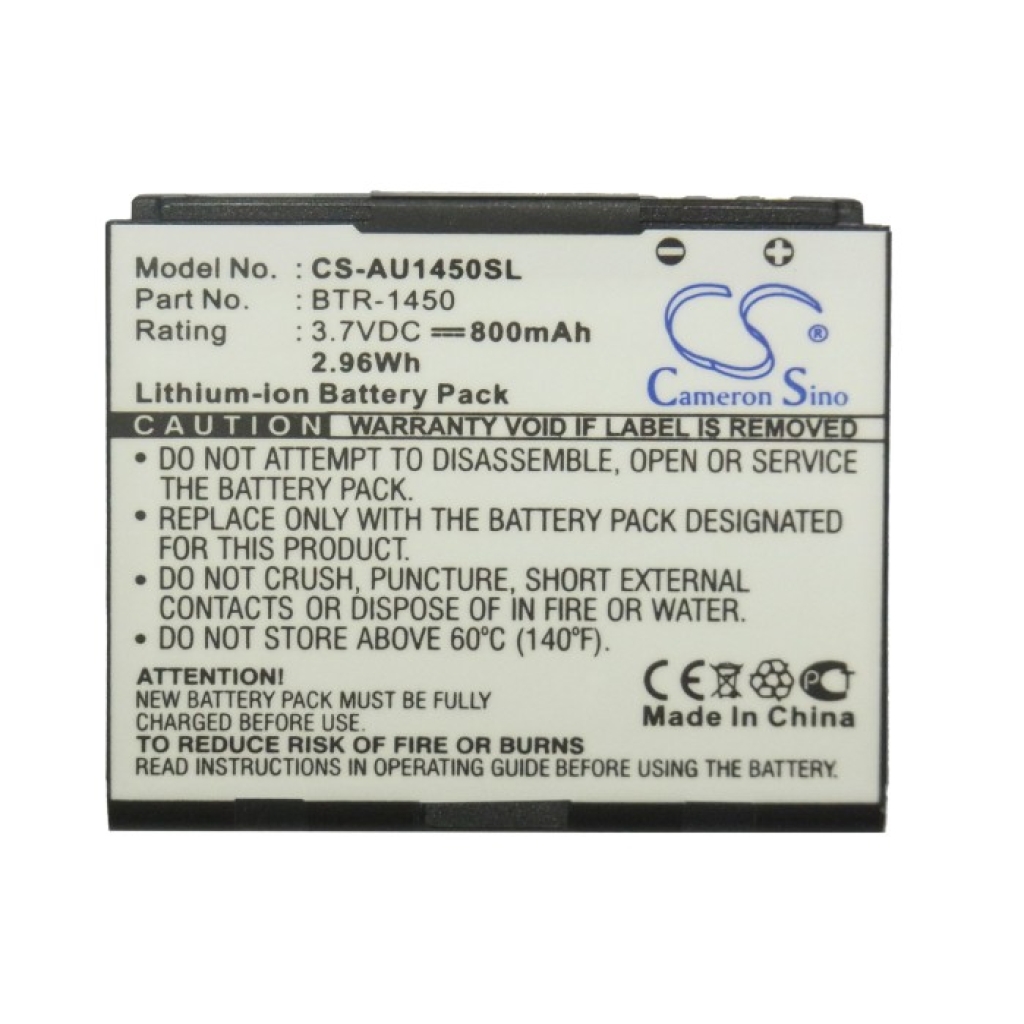 Model No. : CS-AU1450SL
Part No. : BTR-1450
Rating : 3.7VDC ⎓ 800mAh
2.96Wh
Lithium-ion Battery Pack
CS®
Cameron Sino
CAUTION WARRANTY VOID IF LABEL IS REMOVED
• DO NOT ATTEMPT TO DISASSEMBLE, OPEN OR SERVICE
THE BATTERY PACK.
• REPLACE ONLY WITH THE BATTERY PACK DESIGNATED
FOR THIS PRODUCT.
• DO NOT CRUSH, PUNCTURE, SHORT EXTERNAL
CONTACTS OR DISPOSE OF IN FIRE OR WATER.
• DO NOT STORE ABOVE 60°C (140°F).
ATTENTION!
NEW BATTERY PACK MUST BE FULLY
CHARGED BEFORE USE.
TO REDUCE RISK OF FIRE OR BURNS
READ INSTRUCTIONS IN OPERATING GUIDE BEFORE USING THE BATTERY.
CE PC
Made In China